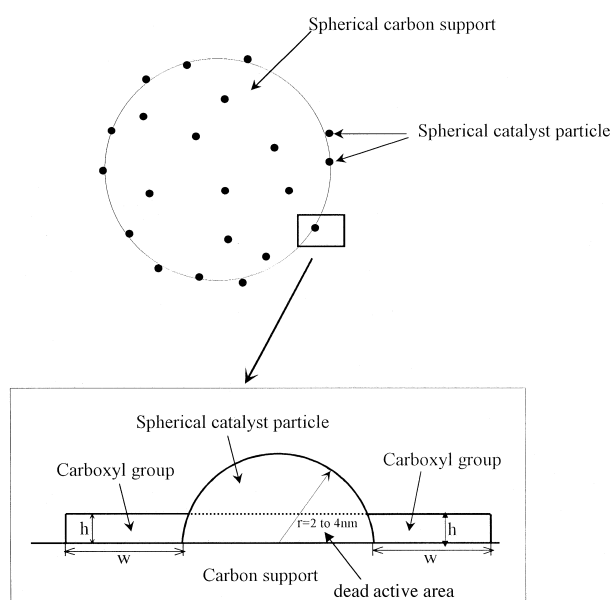 Spherical carbon support
Spherical catalyst particle
Spherical catalyst particle
Carboxyl group
Carboxyl group
h
r=2 to 4nm
h
w
w
Carbon support
dead active area